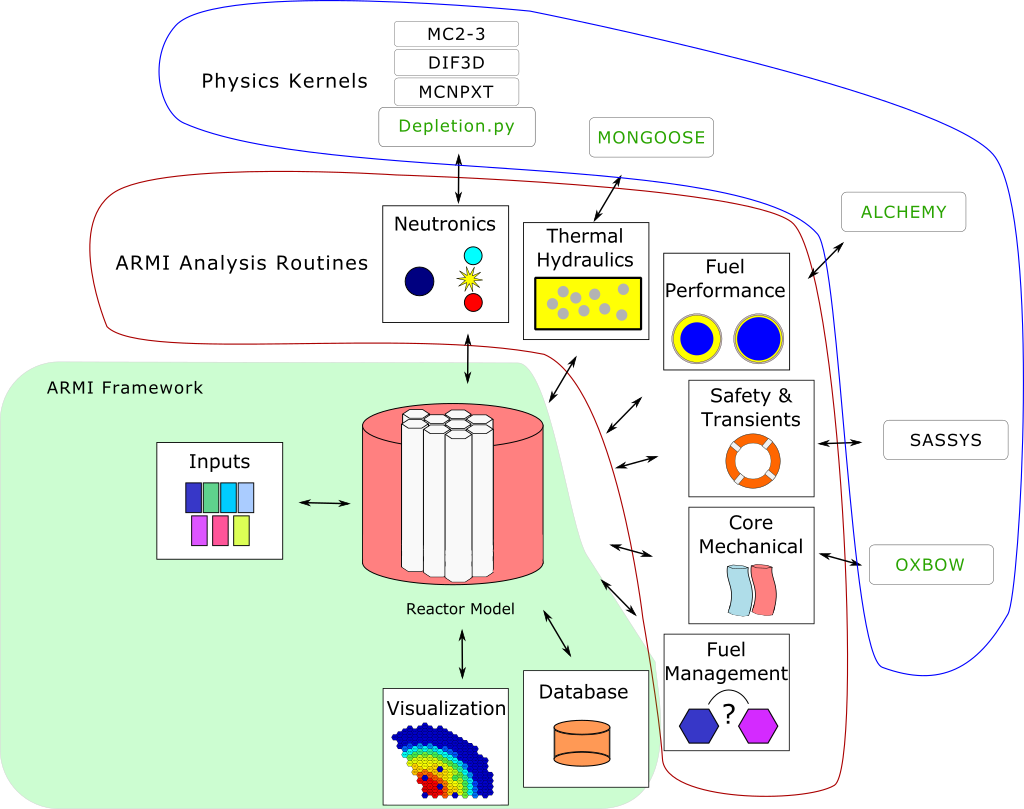 MC2-3
DIF3D
Physics Kernels
MCNPXT
Depletion.py
MONGOOSE
ALCHEMY
Neutronics
Thermal
Hydraulics
ARMI Analysis Routines
Fuel
Performance
ARMI Framework
Safety &
Transients
SASSYS
Inputs
Core
Mechanical
OXBOW
Reactor Model
Fuel
Management
Database
Visualization
?